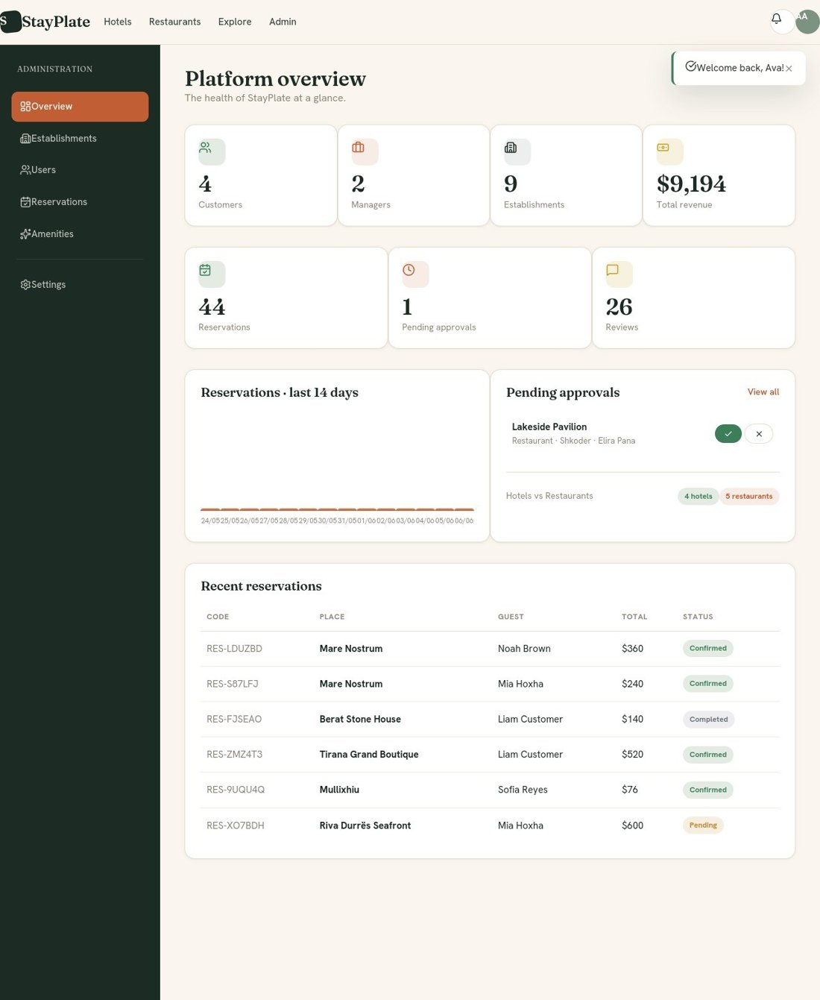 S StayPlate Hotels Restaurants Explore Admin AA
Welcome back, Ava!
ADMINISTRATION
Overview
Establishments
Users
Reservations
Amenities
Settings
Platform overview
The health of StayPlate at a glance.
4
Customers
2
Managers
9
Establishments
$9,194
Total revenue
44
Reservations
1
Pending approvals
26
Reviews
Reservations · last 14 days
24/05 25/05 26/05 27/05 28/05 29/05 30/05 31/05 01/06 02/06 03/06 04/06 05/06 06/06
Pending approvals View all
Lakeside Pavilion
Restaurant · Shkoder · Elira Pana
Hotels vs Restaurants 4 hotels 5 restaurants
Recent reservations
CODE PLACE GUEST TOTAL STATUS
RES-LDUZBD Mare Nostrum Noah Brown $360 Confirmed
RES-S87LFJ Mare Nostrum Mia Hoxha $240 Confirmed
RES-FJSEAO Berat Stone House Liam Customer $140 Completed
RES-ZMZ4T3 Tirana Grand Boutique Liam Customer $520 Confirmed
RES-9UQU4Q Mullixhiu Sofia Reyes $76 Confirmed
RES-XO7BDH Riva Durrës Seafront Mia Hoxha $600 Pending